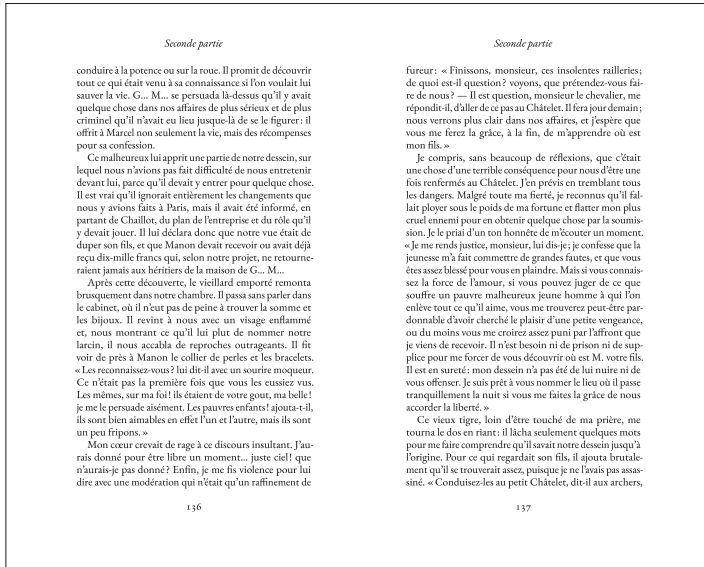 Seconde partie
conduire à la potence ou sur la roue. Il promit de découvrir
tout ce qui était venu à sa connaissance si l'on voulait lui
sauver la vie. G… M… se persuada là-dessus qu'il y avait
quelque chose dans nos affaires de plus sérieux et de plus
criminel qu'il n'avait eu lieu jusque-là de se le figurer : il
offrit à Marcel non seulement la vie, mais des récompenses
pour sa confession.
Ce malheureux lui apprit une partie de notre dessein, sur
lequel nous n'avions pas fait difficulté de nous entretenir
devant lui, parce qu'il devait y entrer pour quelque chose.
Il est vrai qu'il ignorait entièrement les changements que
nous y avions faits à Paris, mais il avait été informé, en
partant de Chaillot, du plan de l'entreprise et du rôle qu'il
y devait jouer. Il lui déclara donc que notre vue était de
duper son fils, et que Manon devait recevoir ou avait déjà
reçu dix-mille francs qui, selon notre projet, ne retourne-
raient jamais aux héritiers de la maison de G… M…
Après cette découverte, le vieillard emporté remonta
brusquement dans notre chambre. Il passa sans parler dans
le cabinet, où il n'eut pas de peine à trouver la somme et
les bijoux. Il revint à nous avec un visage enflammé
et, nous montrant ce qu'il lui plut de nommer notre
larcin, il nous accabla de reproches outrageants. Il fit
voir de près à Manon le collier de perles et les bracelets.
« Les reconnaissez-vous ? lui dit-il avec un sourire moqueur.
Ce n'était pas la première fois que vous les eussiez vus.
Les mêmes, sur ma foi ! ils étaient de votre gout, ma belle !
je me le persuade aisément. Les pauvres enfants ! ajouta-t-il,
ils sont bien aimables en effet l'un et l'autre, mais ils sont
un peu fripons. »
Mon cœur crevait de rage à ce discours insultant. J'au-
rais donné pour être libre un moment… juste ciel ! que
n'aurais-je pas donné ? Enfin, je me fis violence pour lui
dire avec une modération qui n'était qu'un raffinement de
136
Seconde partie
fureur : « Finissons, monsieur, ces insolentes railleries ;
de quoi est-il question ? voyons, que prétendez-vous fai-
re de nous ? — Il est question, monsieur le chevalier, me
répondit-il, d'aller de ce pas au Châtelet. Il fera jour demain ;
nous verrons plus clair dans nos affaires, et j'espère que
vous me ferez la grâce, à la fin, de m'apprendre où est
mon fils. »
Je compris, sans beaucoup de réflexions, que c'était
une chose d'une terrible conséquence pour nous d'être une
fois renfermés au Châtelet. J'en prévis en tremblant tous
les dangers. Malgré toute ma fierté, je reconnus qu'il fal-
lait ployer sous le poids de ma fortune et flatter mon plus
cruel ennemi pour en obtenir quelque chose par la soumis-
sion. Je le priai d'un ton honnête de m'écouter un moment.
« Je me rends justice, monsieur, lui dis-je ; je confesse que la
jeunesse m'a fait commettre de grandes fautes, et que vous
êtes assez blessé pour vous en plaindre. Mais si vous connais-
sez la force de l'amour, si vous pouvez juger de ce que
souffre un pauvre malheureux jeune homme à qui l'on
enlève tout ce qu'il aime, vous me trouverez peut-être par-
donnable d'avoir cherché le plaisir d'une petite vengeance,
ou du moins vous me croirez assez puni par l'affront que
je viens de recevoir. Il n'est besoin ni de prison ni de sup-
plice pour me forcer de vous découvrir où est M. votre fils.
Il est en sureté : mon dessein n'a pas été de lui nuire ni de
vous offenser. Je suis prêt à vous nommer le lieu où il passe
tranquillement la nuit si vous me faites la grâce de nous
accorder la liberté. »
Ce vieux tigre, loin d'être touché de ma prière, me
tourna le dos en riant : il lâcha seulement quelques mots
pour me faire comprendre qu'il savait notre dessein jusqu'à
l'origine. Pour ce qui regardait son fils, il ajouta brutale-
ment qu'il se trouverait assez, puisque je ne l'avais pas assas-
siné. « Conduisez-les au petit Châtelet, dit-il aux archers,
137